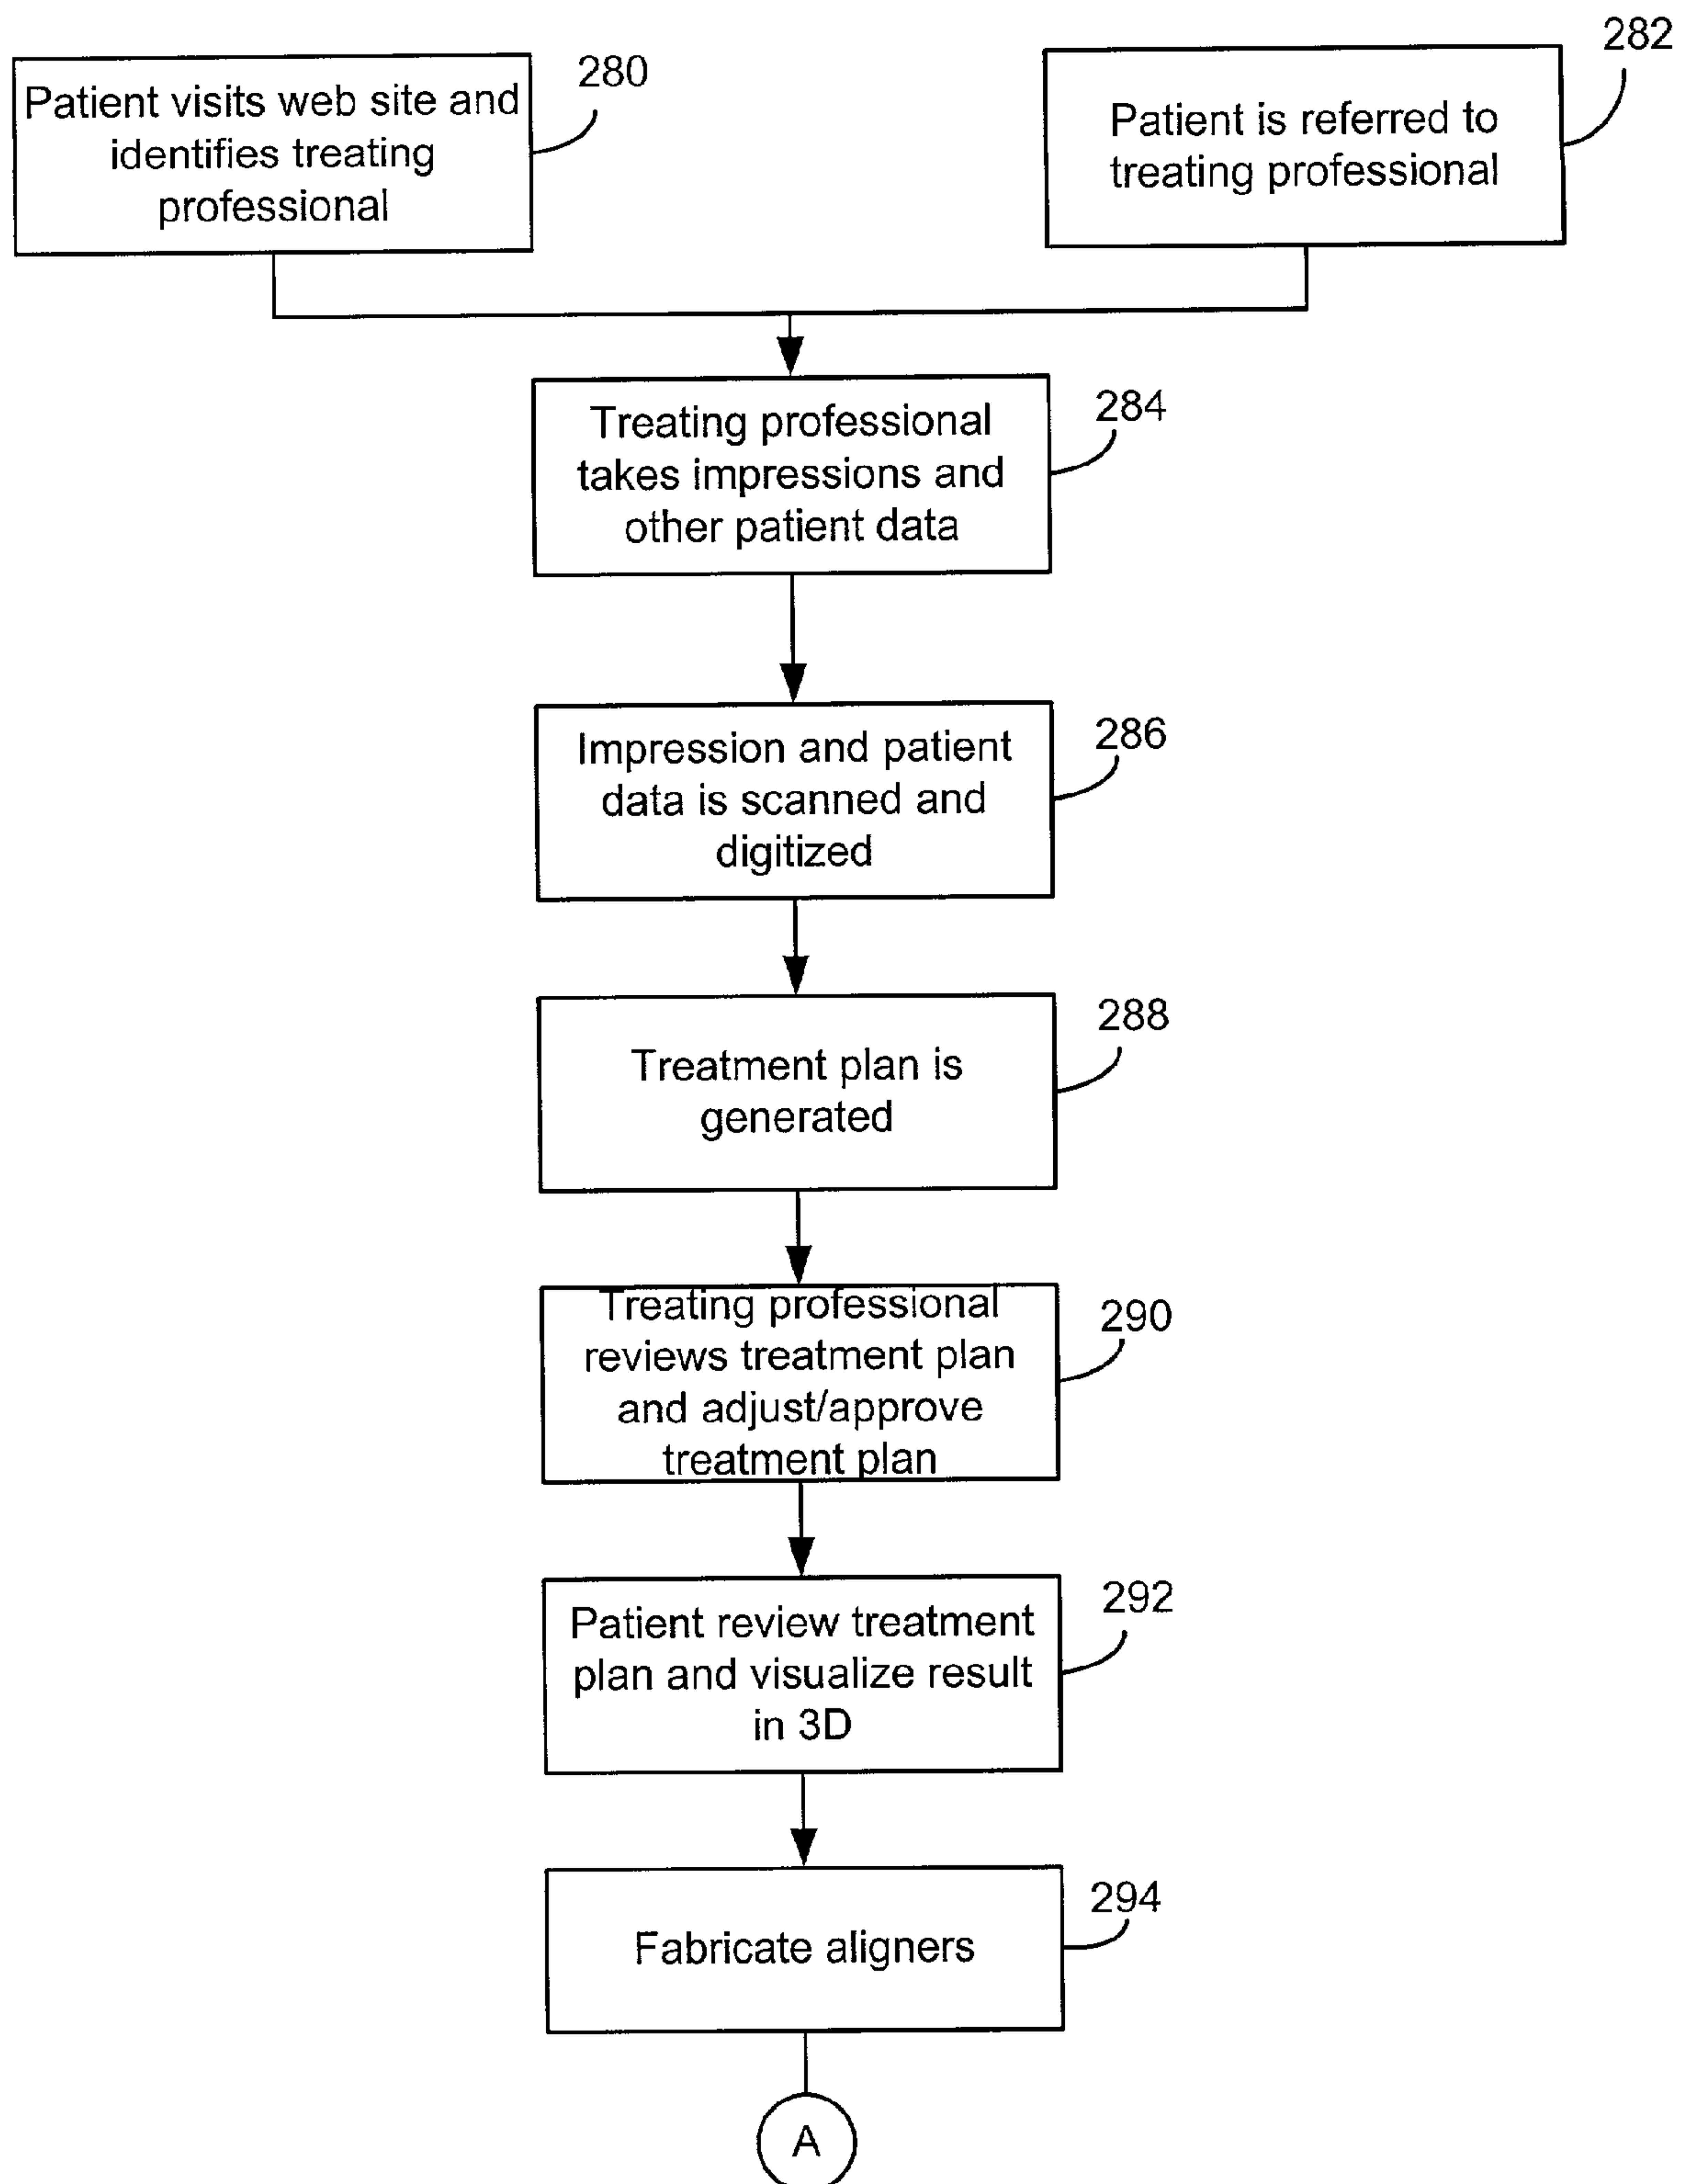 282
280
Patient visits web site and
identifies treating
professional
Patient is referred to
treating professional
284
Treating professional
takes impressions and
other patient data
286
Impression and patient
data is scanned and
digitized
288
Treatment plan is
generated
290
Treating professional
reviews treatment plan
and adjust/approve
treatment plan
292
Patient review treatment
plan and visualize result
in 3D
294
Fabricate aligners
A